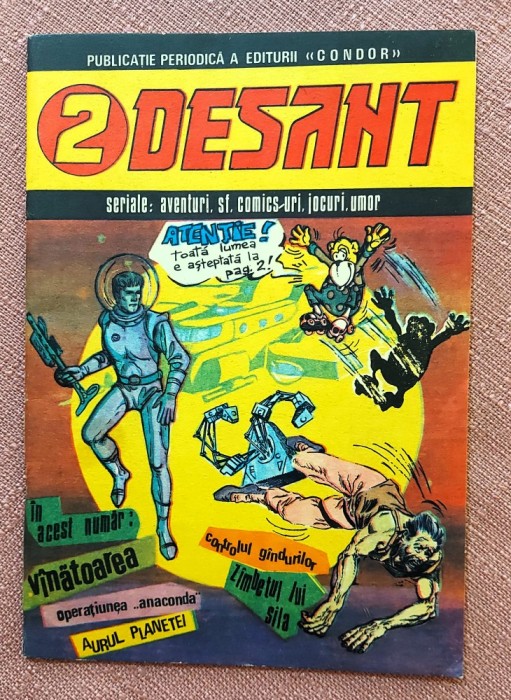 PUBLICAȚIE PERIODICĂ A EDITURII «CONDOR»
2 DESANT
seriale: aventuri, sf, comics-uri, jocuri, umor
ATENȚIE!
toată lumea
e așteptată la
pag. 2!
în
acest număr:
vînătoarea
operațiunea „anaconda"
AURUL PLANETEI
controlul gîndurilor
zîmbetul lui
sila